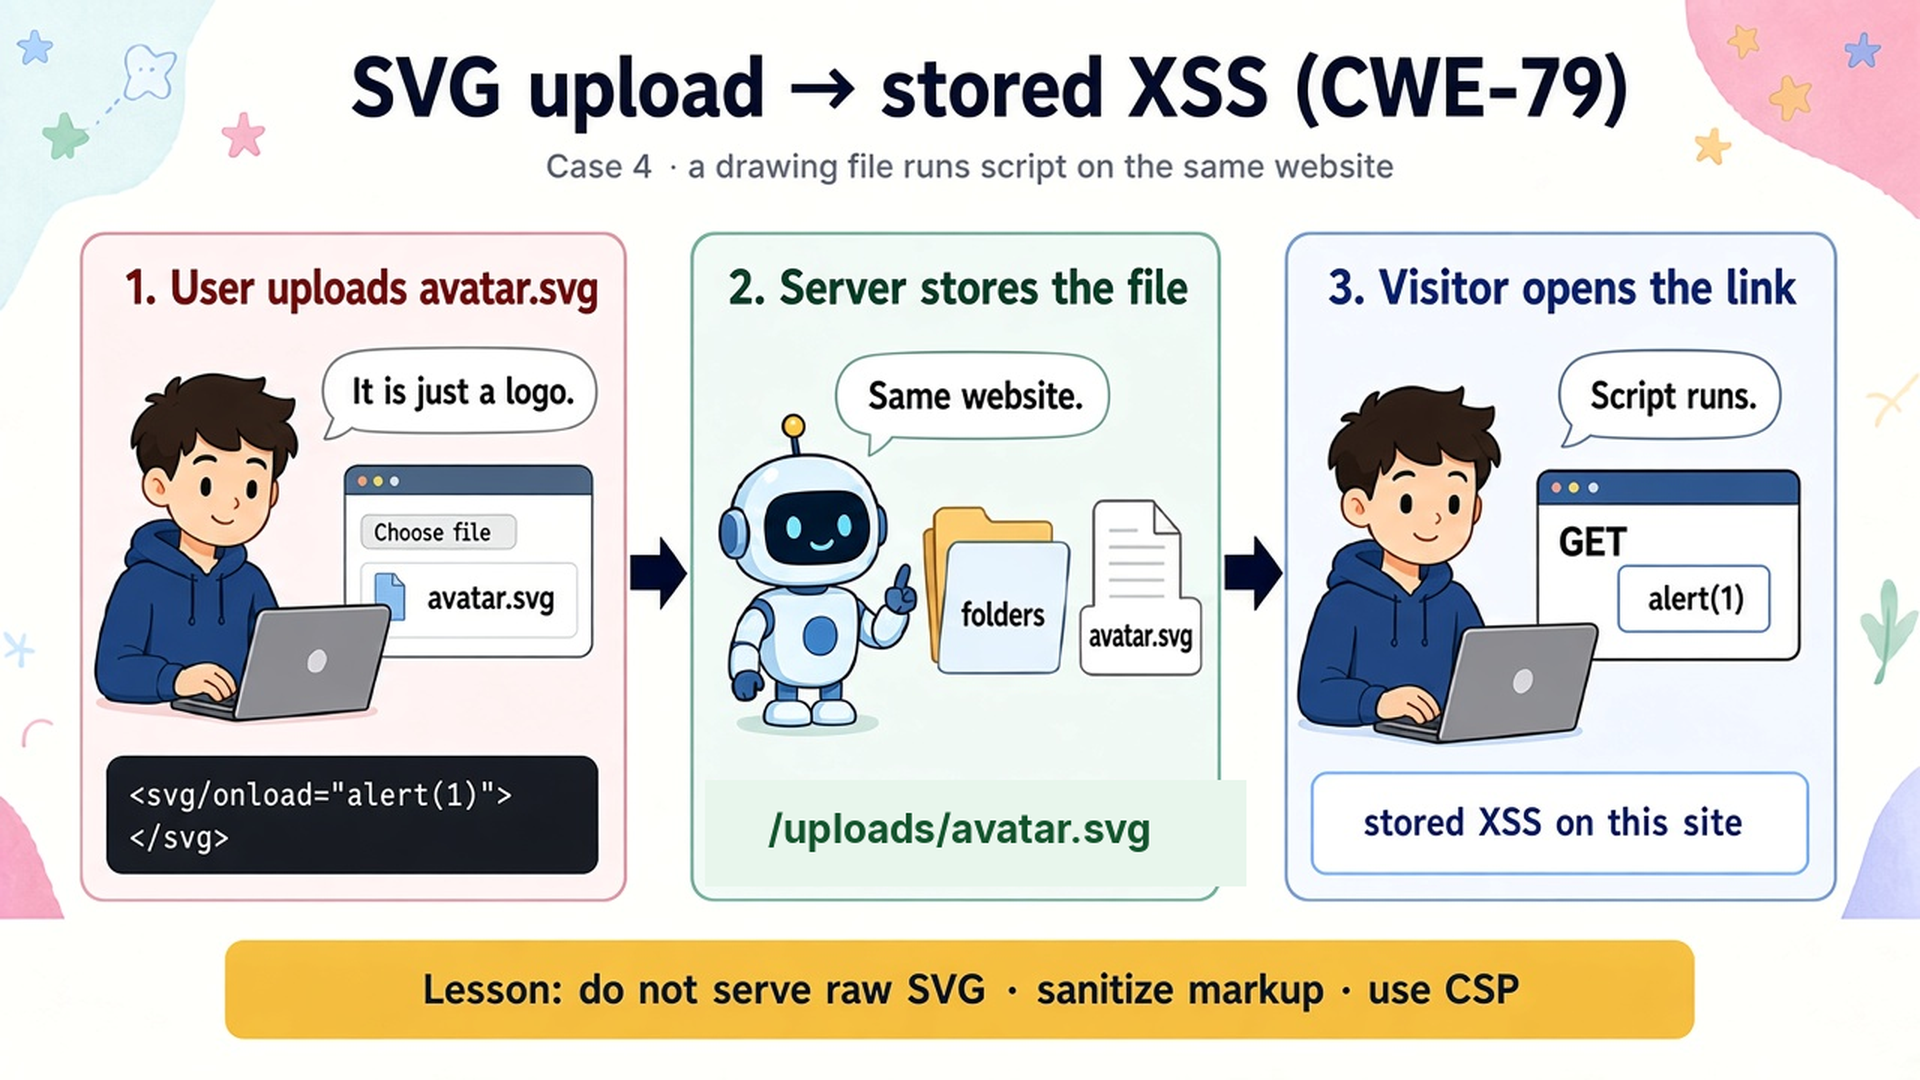 SVG upload → stored XSS (CWE-79)
Case 4 · a drawing file runs script on the same website
1. User uploads avatar.svg
It is just a logo.
Choose file
avatar.svg
<svg/onload="alert(1)">
</svg>
2. Server stores the file
Same website.
folders
avatar.svg
/uploads/avatar.svg
3. Visitor opens the link
Script runs.
GET
alert(1)
stored XSS on this site
Lesson: do not serve raw SVG · sanitize markup · use CSP